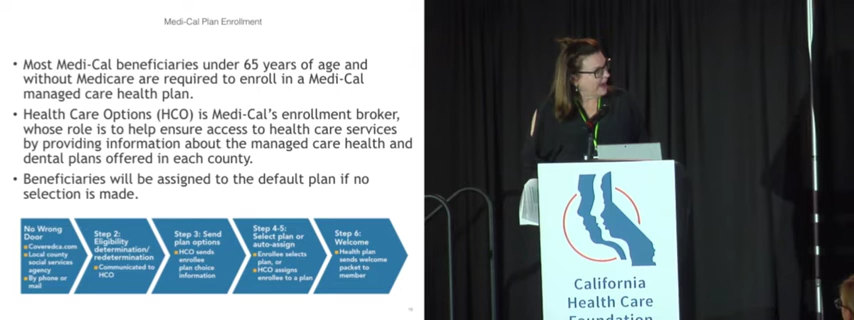 Medi-Cal Plan Enrollment
• Most Medi-Cal beneficiaries under 65 years of age and
without Medicare are required to enroll in a Medi-Cal
managed care health plan.
• Health Care Options (HCO) is Medi-Cal's enrollment broker,
whose role is to help ensure access to health care services
by providing information about the managed care health and
dental plans offered in each county.
• Beneficiaries will be assigned to the default plan if no
selection is made.
No Wrong
Door
Coveredca.com
Local county
social services
agency
By phone or
mail
Step 2:
Eligibility
determination/
redetermination
Communicated to
HCO
Step 3: Send
plan options
HCO sends
enrollee
plan choice
information
Step 4-5:
Select plan or
auto-assign
Enrollee selects
plan, or
HCO assigns
enrollee to a plan
Step 6:
Welcome
Health plan
sends welcome
packet to
member
California
Health Care
Foundation